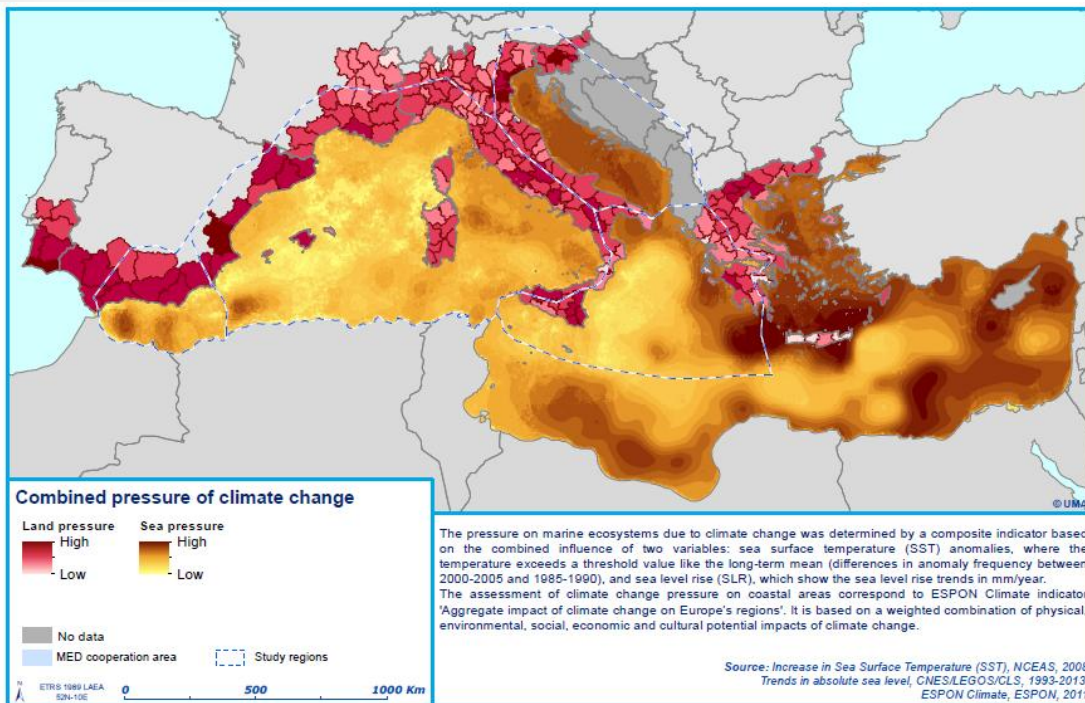 © UMA
Combined pressure of climate change
Land pressure Sea pressure
High High
Low Low
No data
MED cooperation area Study regions
N
ETRS 1989 LAEA
52N-10E
0 500 1000 Km
The pressure on marine ecosystems due to climate change was determined by a composite indicator based
on the combined influence of two variables: sea surface temperature (SST) anomalies, where the
temperature exceeds a threshold value like the long-term mean (differences in anomaly frequency between
2000-2005 and 1985-1990), and sea level rise (SLR), which show the sea level rise trends in mm/year.
The assessment of climate change pressure on coastal areas correspond to ESPON Climate indicator
'Aggregate impact of climate change on Europe's regions'. It is based on a weighted combination of physical,
environmental, social, economic and cultural potential impacts of climate change.
Source: Increase in Sea Surface Temperature (SST), NCEAS, 2008
Trends in absolute sea level, CNES/LEGOS/CLS, 1993-2013
ESPON Climate, ESPON, 2011